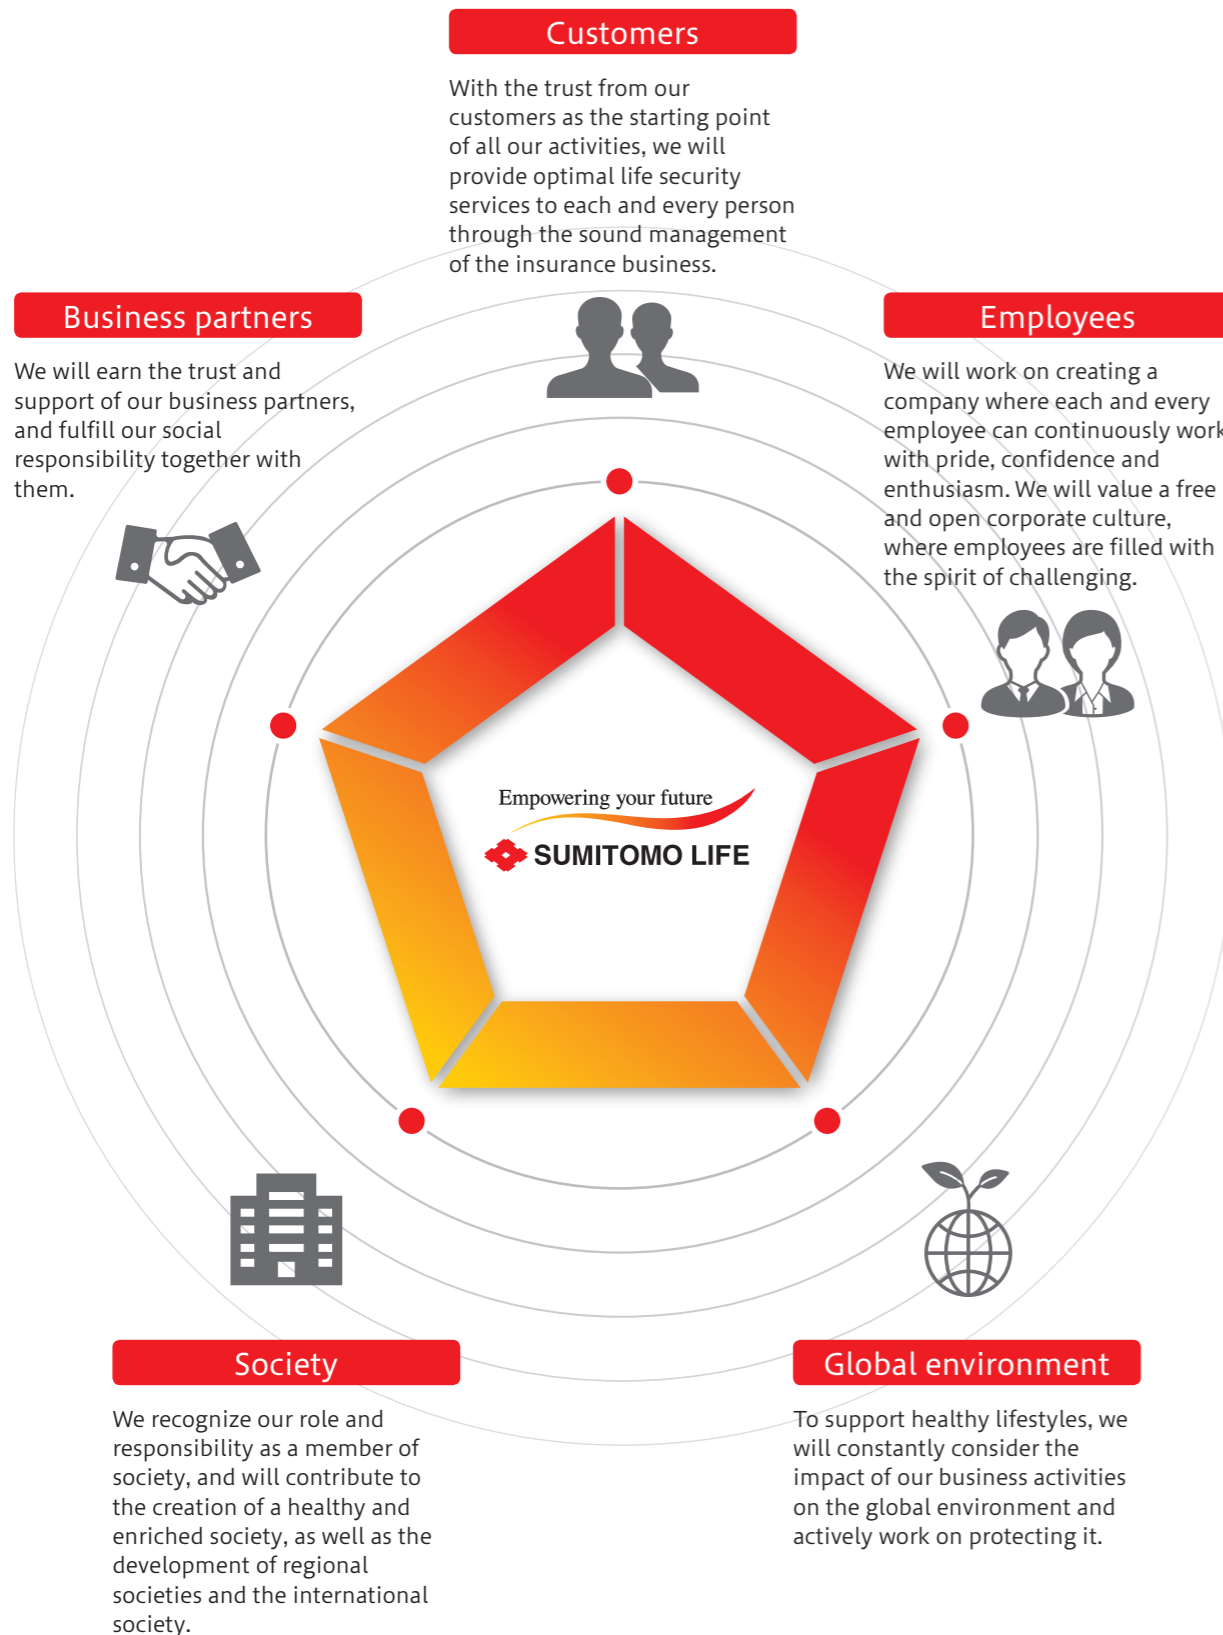 Customers
With the trust from our
customers as the starting point
of all our activities, we will
provide optimal life security
services to each and every person
through the sound management
of the insurance business.
Business partners
We will earn the trust and
support of our business partners,
and fulfill our social
responsibility together with
them.
Employees
We will work on creating a
company where each and every
employee can continuously work
with pride, confidence and
enthusiasm. We will value a free
and open corporate culture,
where employees are filled with
the spirit of challenging.
Empowering your future
SUMITOMO LIFE
Society
We recognize our role and
responsibility as a member of
society, and will contribute to
the creation of a healthy and
enriched society, as well as the
development of regional
societies and the international
society.
Global environment
To support healthy lifestyles, we
will constantly consider the
impact of our business activities
on the global environment and
actively work on protecting it.